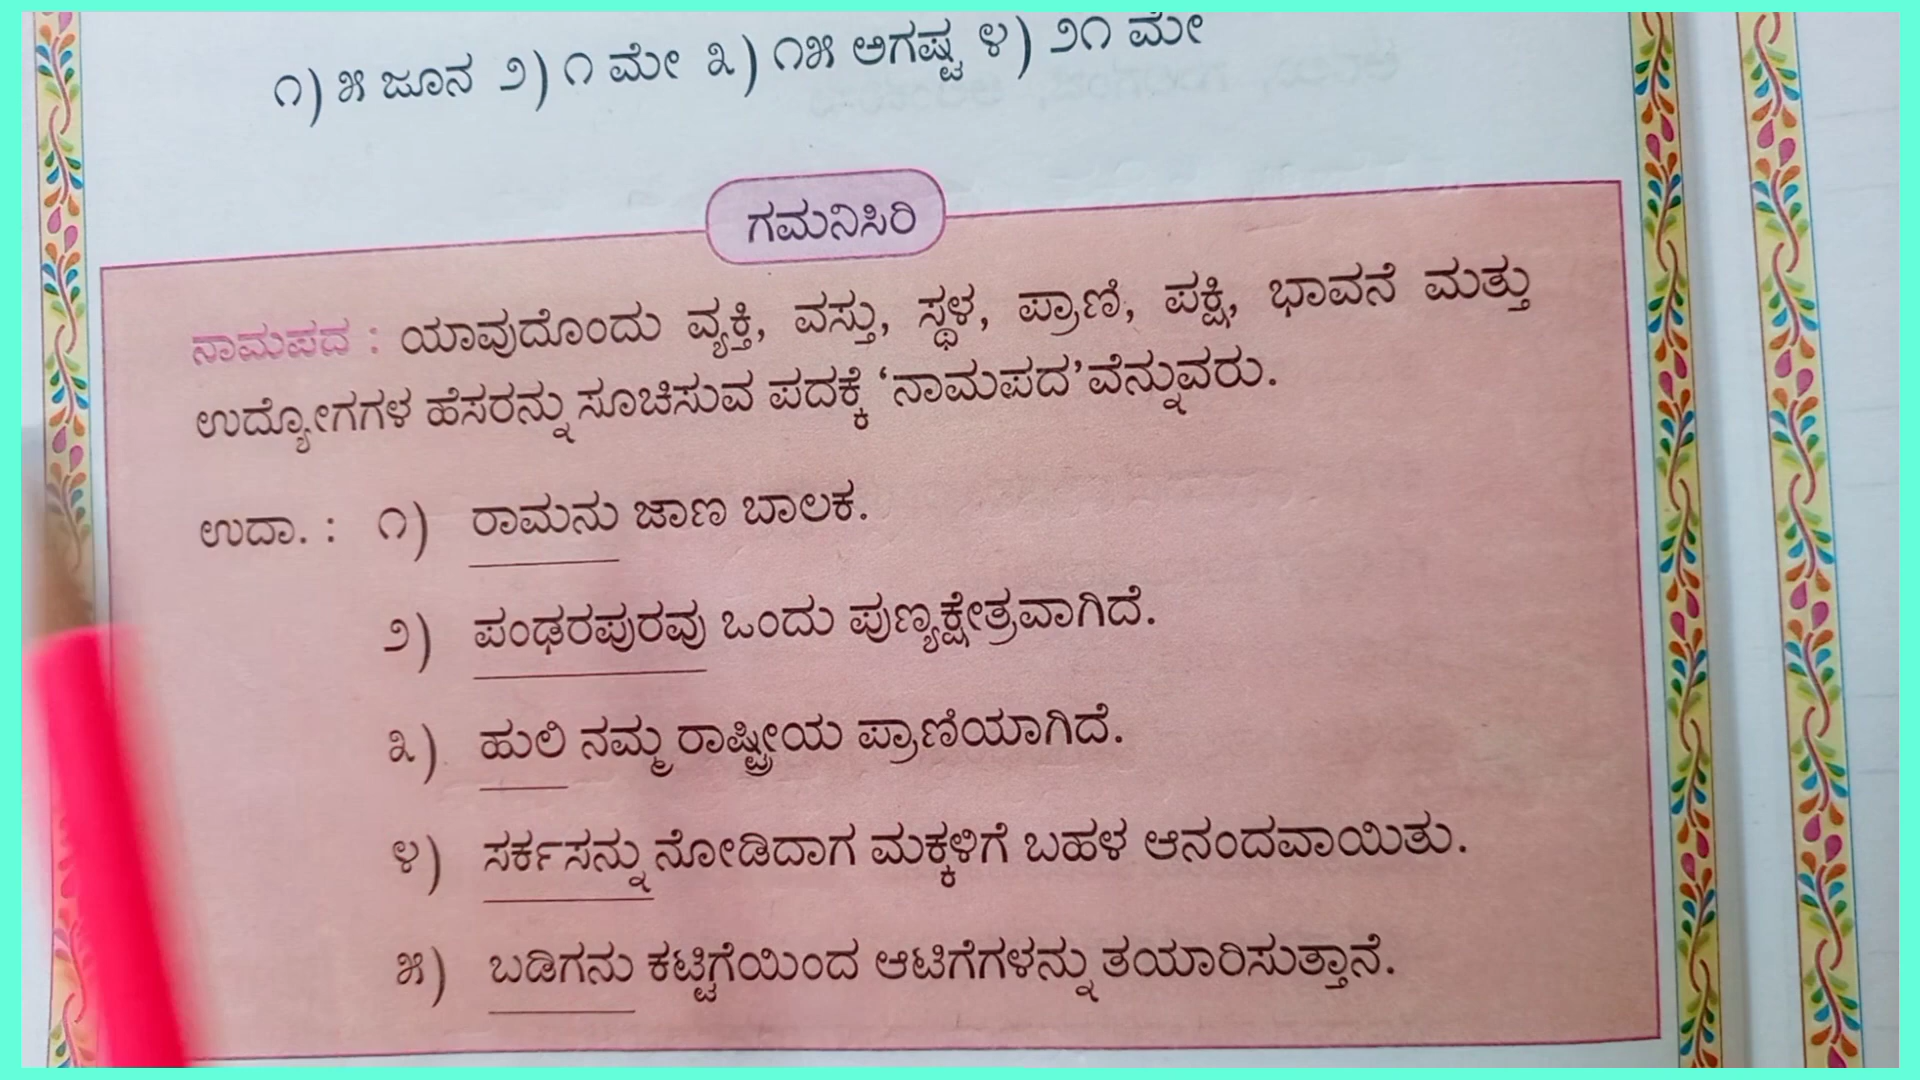 ೧) ೫ ಜೂನ ೨) ೧ ಮೇ ೩) ೧೫ ಅಗಷ್ಟ ೪) ೨೧ ಮೇ
ಗಮನಿಸಿರಿ
ನಾಮಪದ : ಯಾವುದೊಂದು ವ್ಯಕ್ತಿ, ವಸ್ತು, ಸ್ಥಳ, ಪ್ರಾಣಿ, ಪಕ್ಷಿ, ಭಾವನೆ ಮತ್ತು
ಉದ್ಯೋಗಗಳ ಹೆಸರನ್ನು ಸೂಚಿಸುವ ಪದಕ್ಕೆ ‘ನಾಮಪದ’ವೆನ್ನುವರು.
ಉದಾ. : ೧) ರಾಮನು ಜಾಣ ಬಾಲಕ.
೨) ಪಂಢರಪುರವು ಒಂದು ಪುಣ್ಯಕ್ಷೇತ್ರವಾಗಿದೆ.
೩) ಹುಲಿ ನಮ್ಮ ರಾಷ್ಟ್ರೀಯ ಪ್ರಾಣಿಯಾಗಿದೆ.
೪) ಸರ್ಕಸನ್ನು ನೋಡಿದಾಗ ಮಕ್ಕಳಿಗೆ ಬಹಳ ಆನಂದವಾಯಿತು.
೫) ಬಡಿಗನು ಕಟ್ಟಿಗೆಯಿಂದ ಆಟಿಗೆಗಳನ್ನು ತಯಾರಿಸುತ್ತಾನೆ.